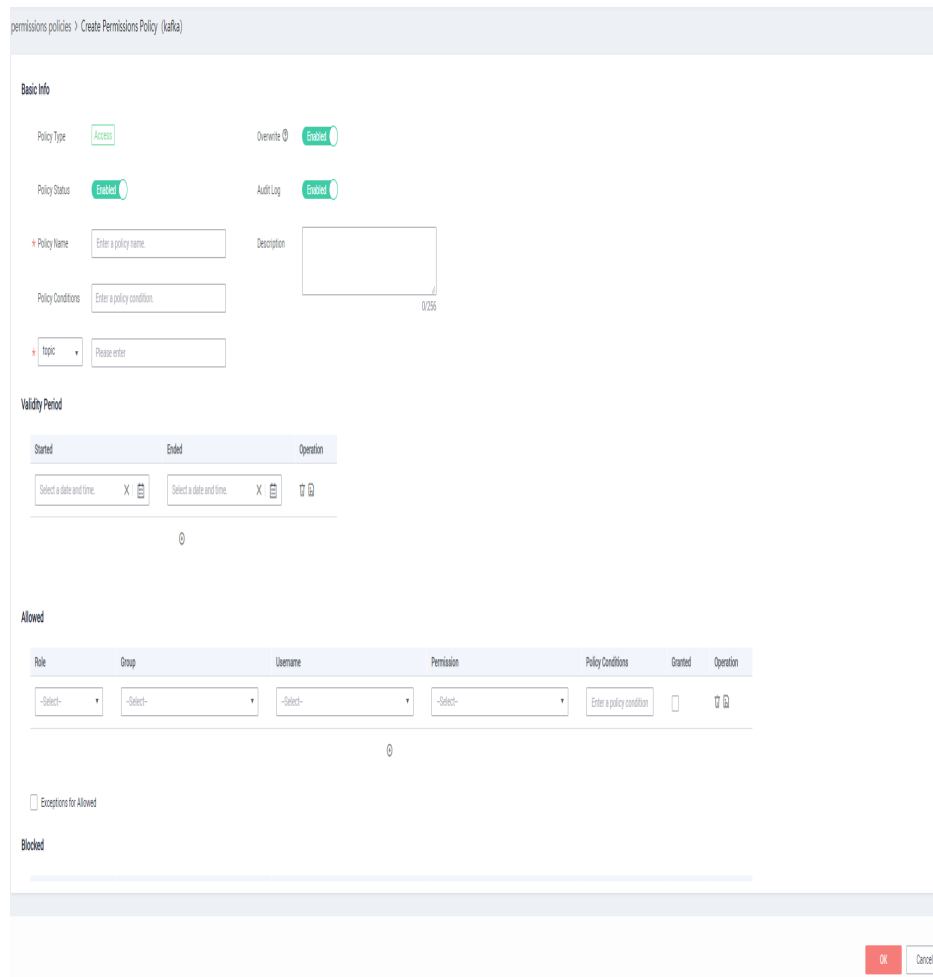 permissions policies > Create Permissions Policy (kafka)
Basic Info
Policy Type Access Overwrite Enabled
Policy Status Enabled Audit Log Enabled
* Policy Name Enter a policy name. Description
Policy Conditions Enter a policy condition.
0/256
* topic Please enter
Validity Period
Started Ended Operation
Select a date and time. Select a date and time.
Allowed
Role Group Username Permission Policy Conditions Granted Operation
--Select-- --Select-- --Select-- --Select-- Enter a policy condition
Exceptions for Allowed
Blocked
OK Cancel